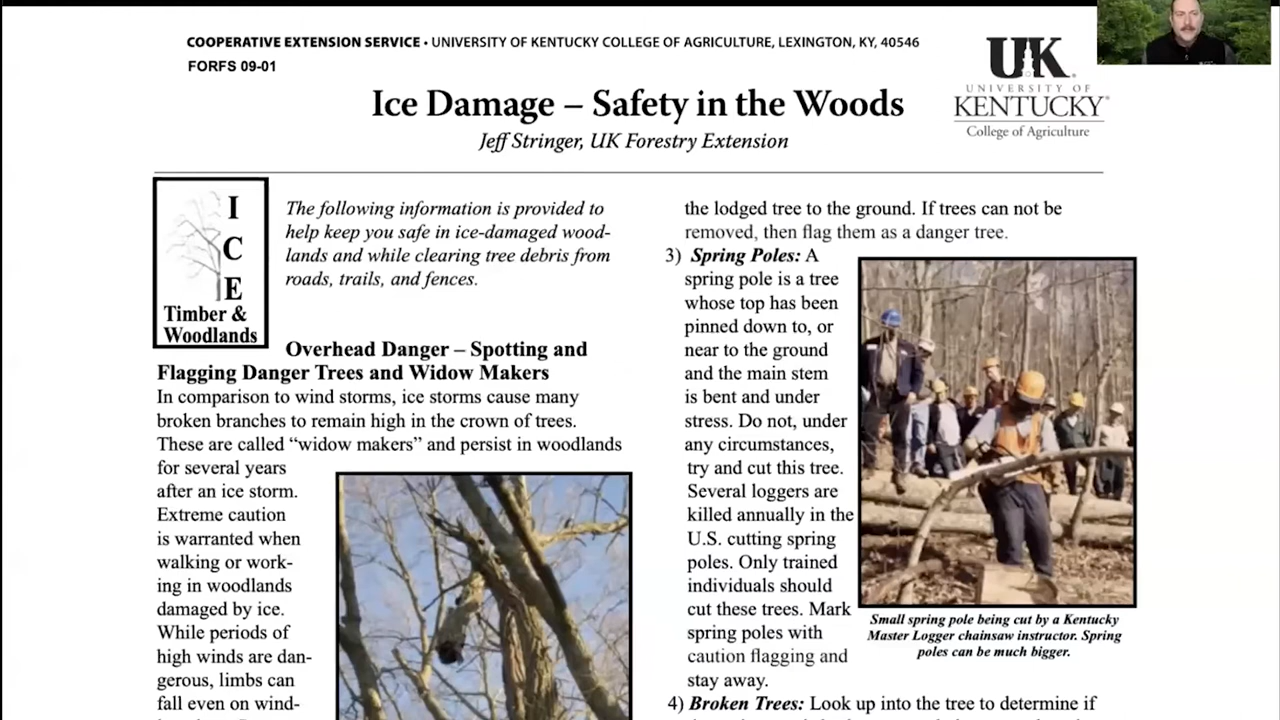 COOPERATIVE EXTENSION SERVICE • UNIVERSITY OF KENTUCKY COLLEGE OF AGRICULTURE, LEXINGTON, KY, 40546
FORFS 09-01
Ice Damage – Safety in the Woods
Jeff Stringer, UK Forestry Extension
UK
UNIVERSITY OF
KENTUCKY
College of Agriculture
I
C
E
Timber &
Woodlands
The following information is provided to
help keep you safe in ice-damaged wood-
lands and while clearing tree debris from
roads, trails, and fences.
Overhead Danger – Spotting and
Flagging Danger Trees and Widow Makers
In comparison to wind storms, ice storms cause many
broken branches to remain high in the crown of trees.
These are called “widow makers” and persist in woodlands
for several years
after an ice storm.
Extreme caution
is warranted when
walking or work-
ing in woodlands
damaged by ice.
While periods of
high winds are dan-
gerous, limbs can
fall even on wind-
the lodged tree to the ground. If trees can not be
removed, then flag them as a danger tree.
3) Spring Poles: A
spring pole is a tree
whose top has been
pinned down to, or
near to the ground
and the main stem
is bent and under
stress. Do not, under
any circumstances,
try and cut this tree.
Several loggers are
killed annually in the
U.S. cutting spring
poles. Only trained
individuals should
cut these trees. Mark
spring poles with
caution flagging and
stay away.
Small spring pole being cut by a Kentucky
Master Logger chainsaw instructor. Spring
poles can be much bigger.
4) Broken Trees: Look up into the tree to determine if